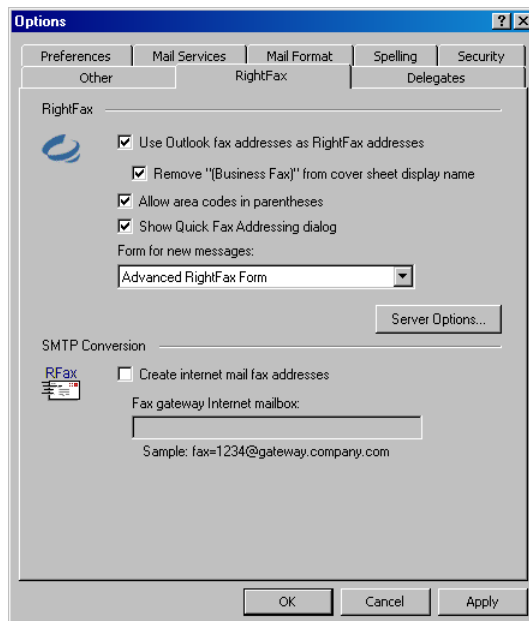 Options
Preferences Mail Services Mail Format Spelling Security
Other RightFax Delegates
RightFax
Use Outlook fax addresses as RightFax addresses
Remove "(Business Fax)" from cover sheet display name
Allow area codes in parentheses
Show Quick Fax Addressing dialog
Form for new messages:
Advanced RightFax Form
Server Options...
SMTP Conversion
RFax
Create internet mail fax addresses
Fax gateway Internet mailbox:
Sample: fax=1234@gateway.company.com
OK Cancel Apply